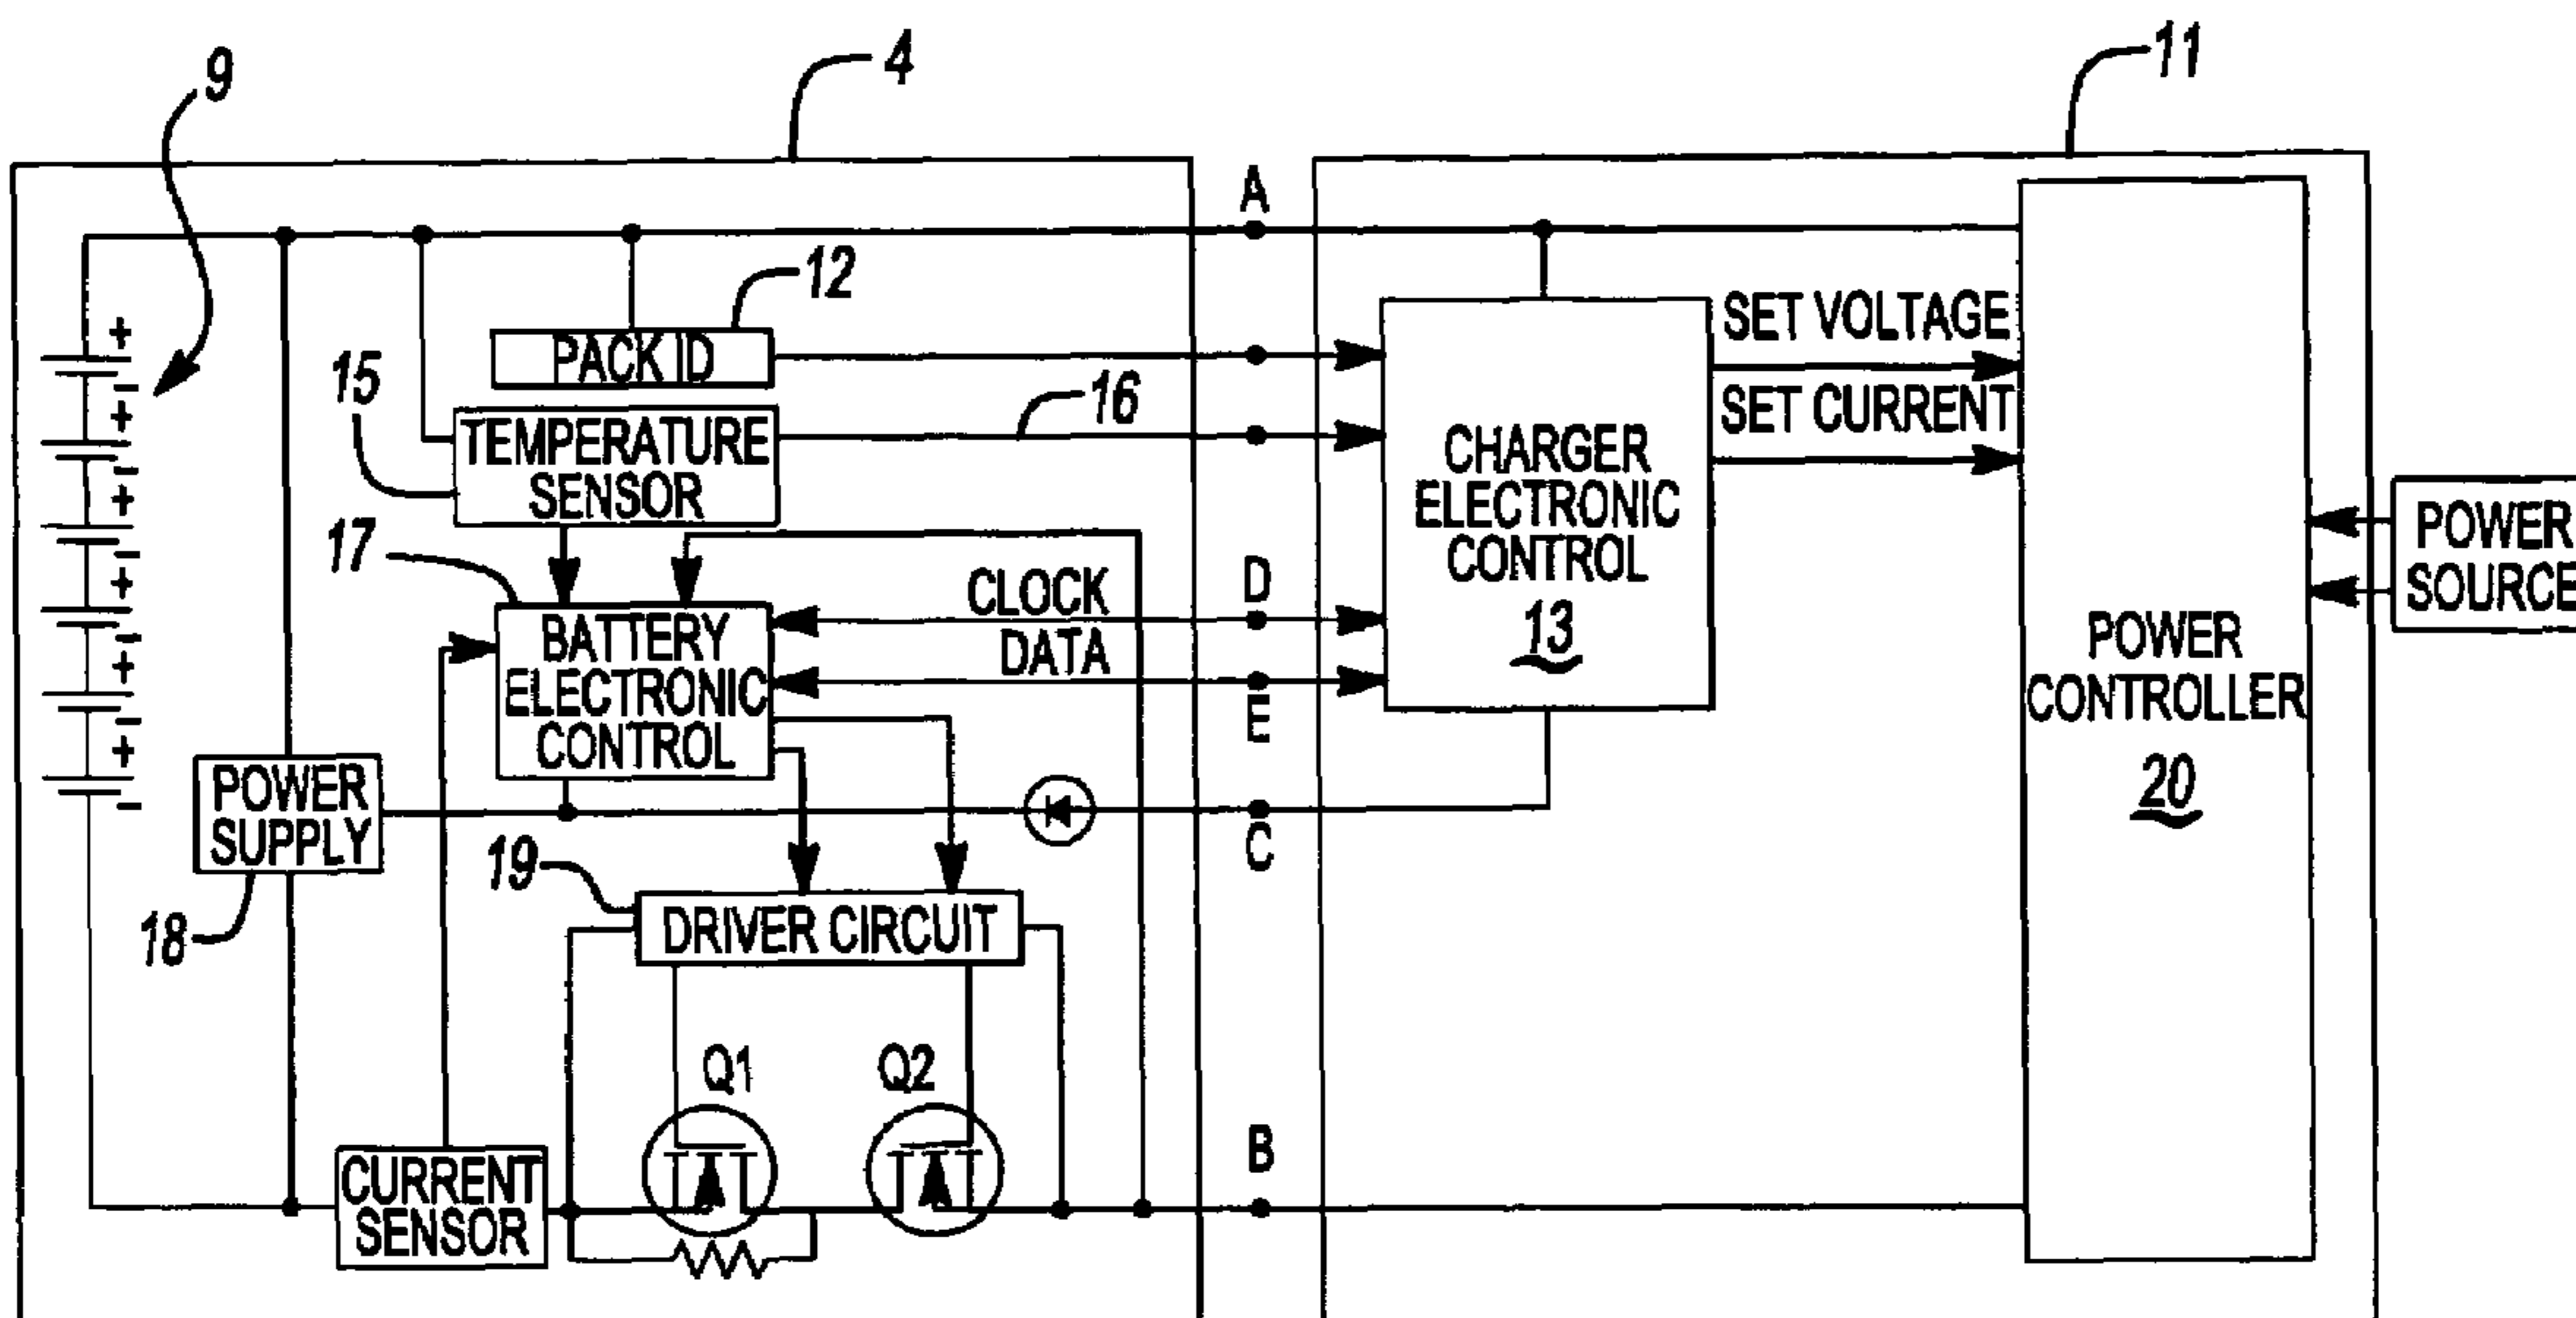 9
4
11
A
12
PACK ID
SET VOLTAGE
15
16
SET CURRENT
TEMPERATURE
SENSOR
CHARGER
ELECTRONIC
CONTROL
13
POWER
SOURCE
17
CLOCK
D
DATA
E
BATTERY
ELECTRONIC
CONTROL
POWER
CONTROLLER
20
POWER
SUPPLY
18
C
19
DRIVER CIRCUIT
Q1
Q2
B
CURRENT
SENSOR
+
-
+
-
+
-
+
-
+
-
+
-